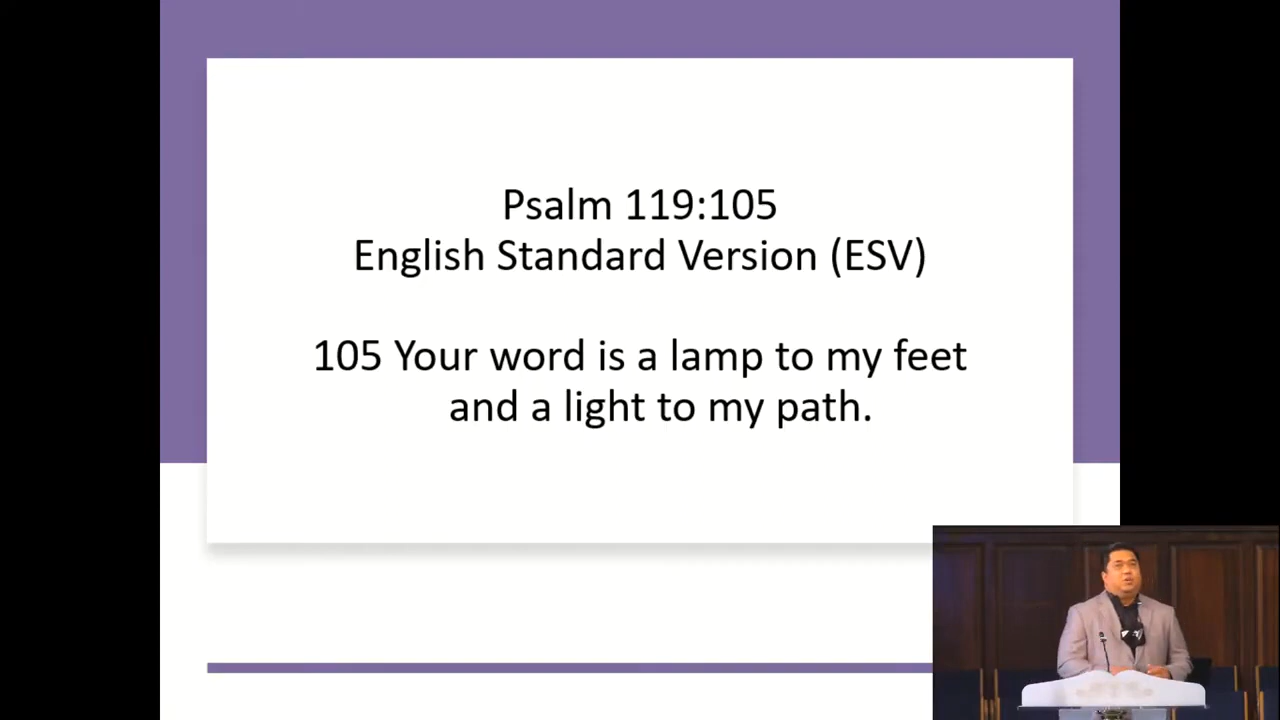 Psalm 119:105
English Standard Version (ESV)
105 Your word is a lamp to my feet
and a light to my path.